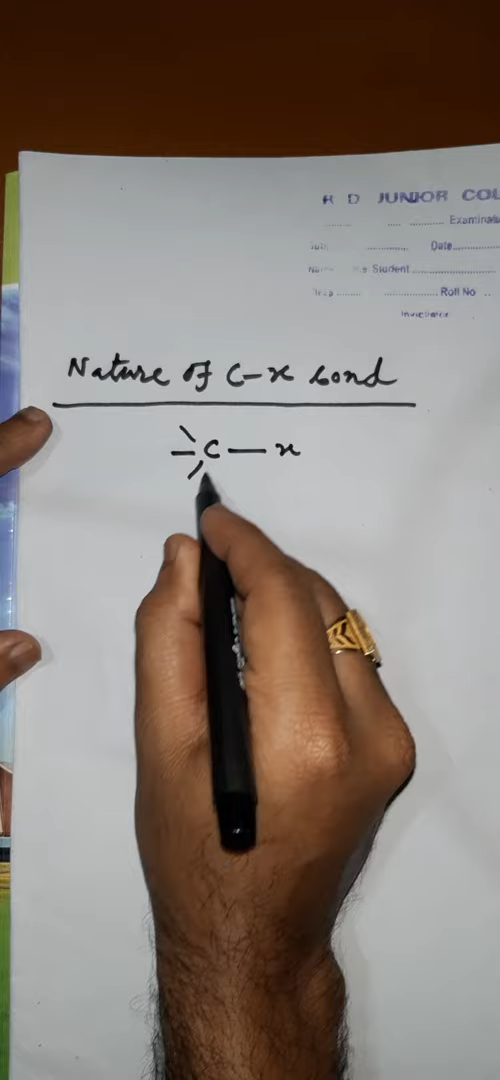 R D JUNIOR COL
Examina
Date
Student
Roll No
Nature of C-x bond
C — x